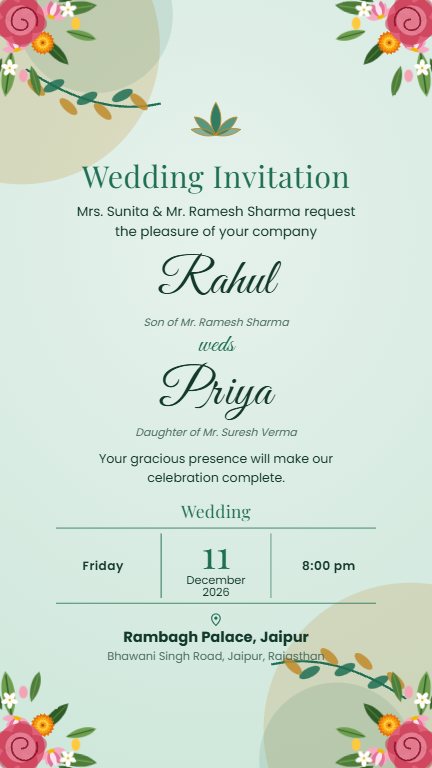 Wedding Invitation
Mrs. Sunita & Mr. Ramesh Sharma request
the pleasure of your company
Rahul
Son of Mr. Ramesh Sharma
weds
Priya
Daughter of Mr. Suresh Verma
Your gracious presence will make our
celebration complete.
Wedding
Friday
11
December
2026
8:00 pm
Rambagh Palace, Jaipur
Bhawani Singh Road, Jaipur, Rajasthan